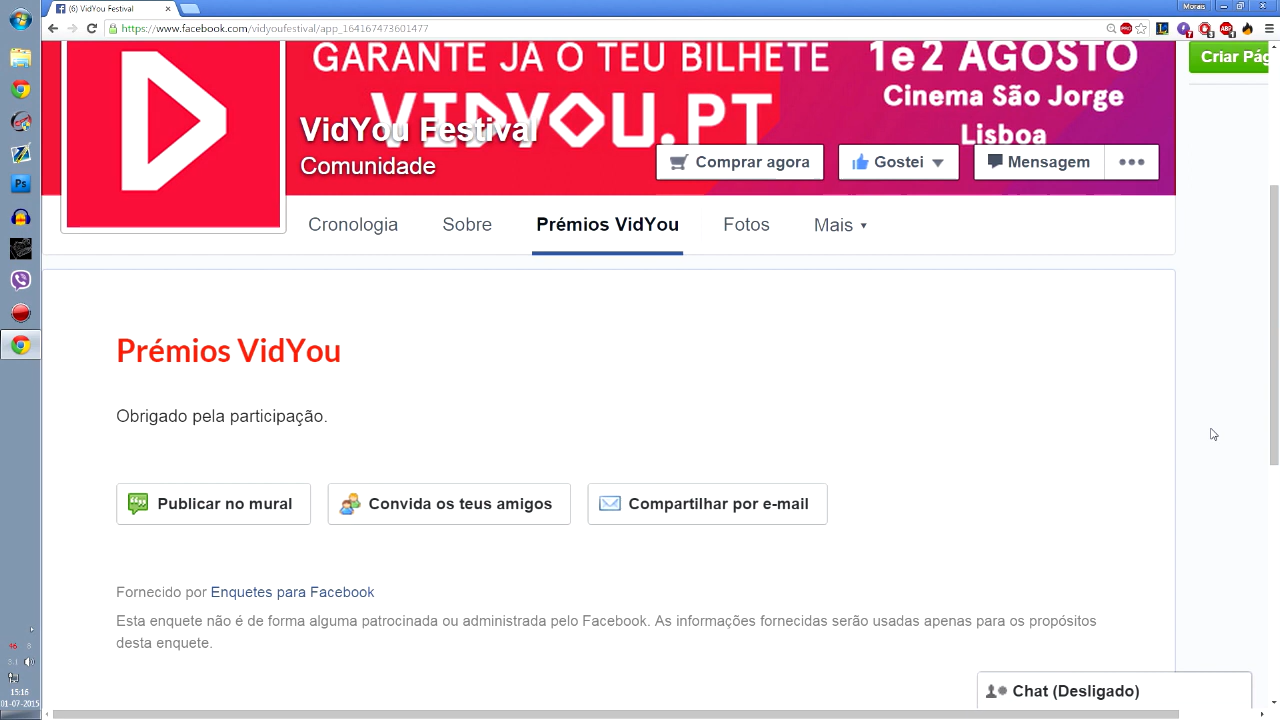 (6) VidYou Festival
Morais
https://www.facebook.com/vidyoufestival/app_164167473601477
GARANTE JÁ O TEU BILHETE
VIDYOU.PT
1e2 AGOSTO
Cinema São Jorge
Lisboa
Criar Pág
VidYou Festival
Comunidade
Comprar agora
Gostei
Mensagem
Cronologia
Sobre
Prémios VidYou
Fotos
Mais
Prémios VidYou
Obrigado pela participação.
Publicar no mural
Convida os teus amigos
Compartilhar por e-mail
Fornecido por Enquetes para Facebook
Esta enquete não é de forma alguma patrocinada ou administrada pelo Facebook. As informações fornecidas serão usadas apenas para os propósitos
desta enquete.
Chat (Desligado)
Ps
ABP
15:16
01-07-2015